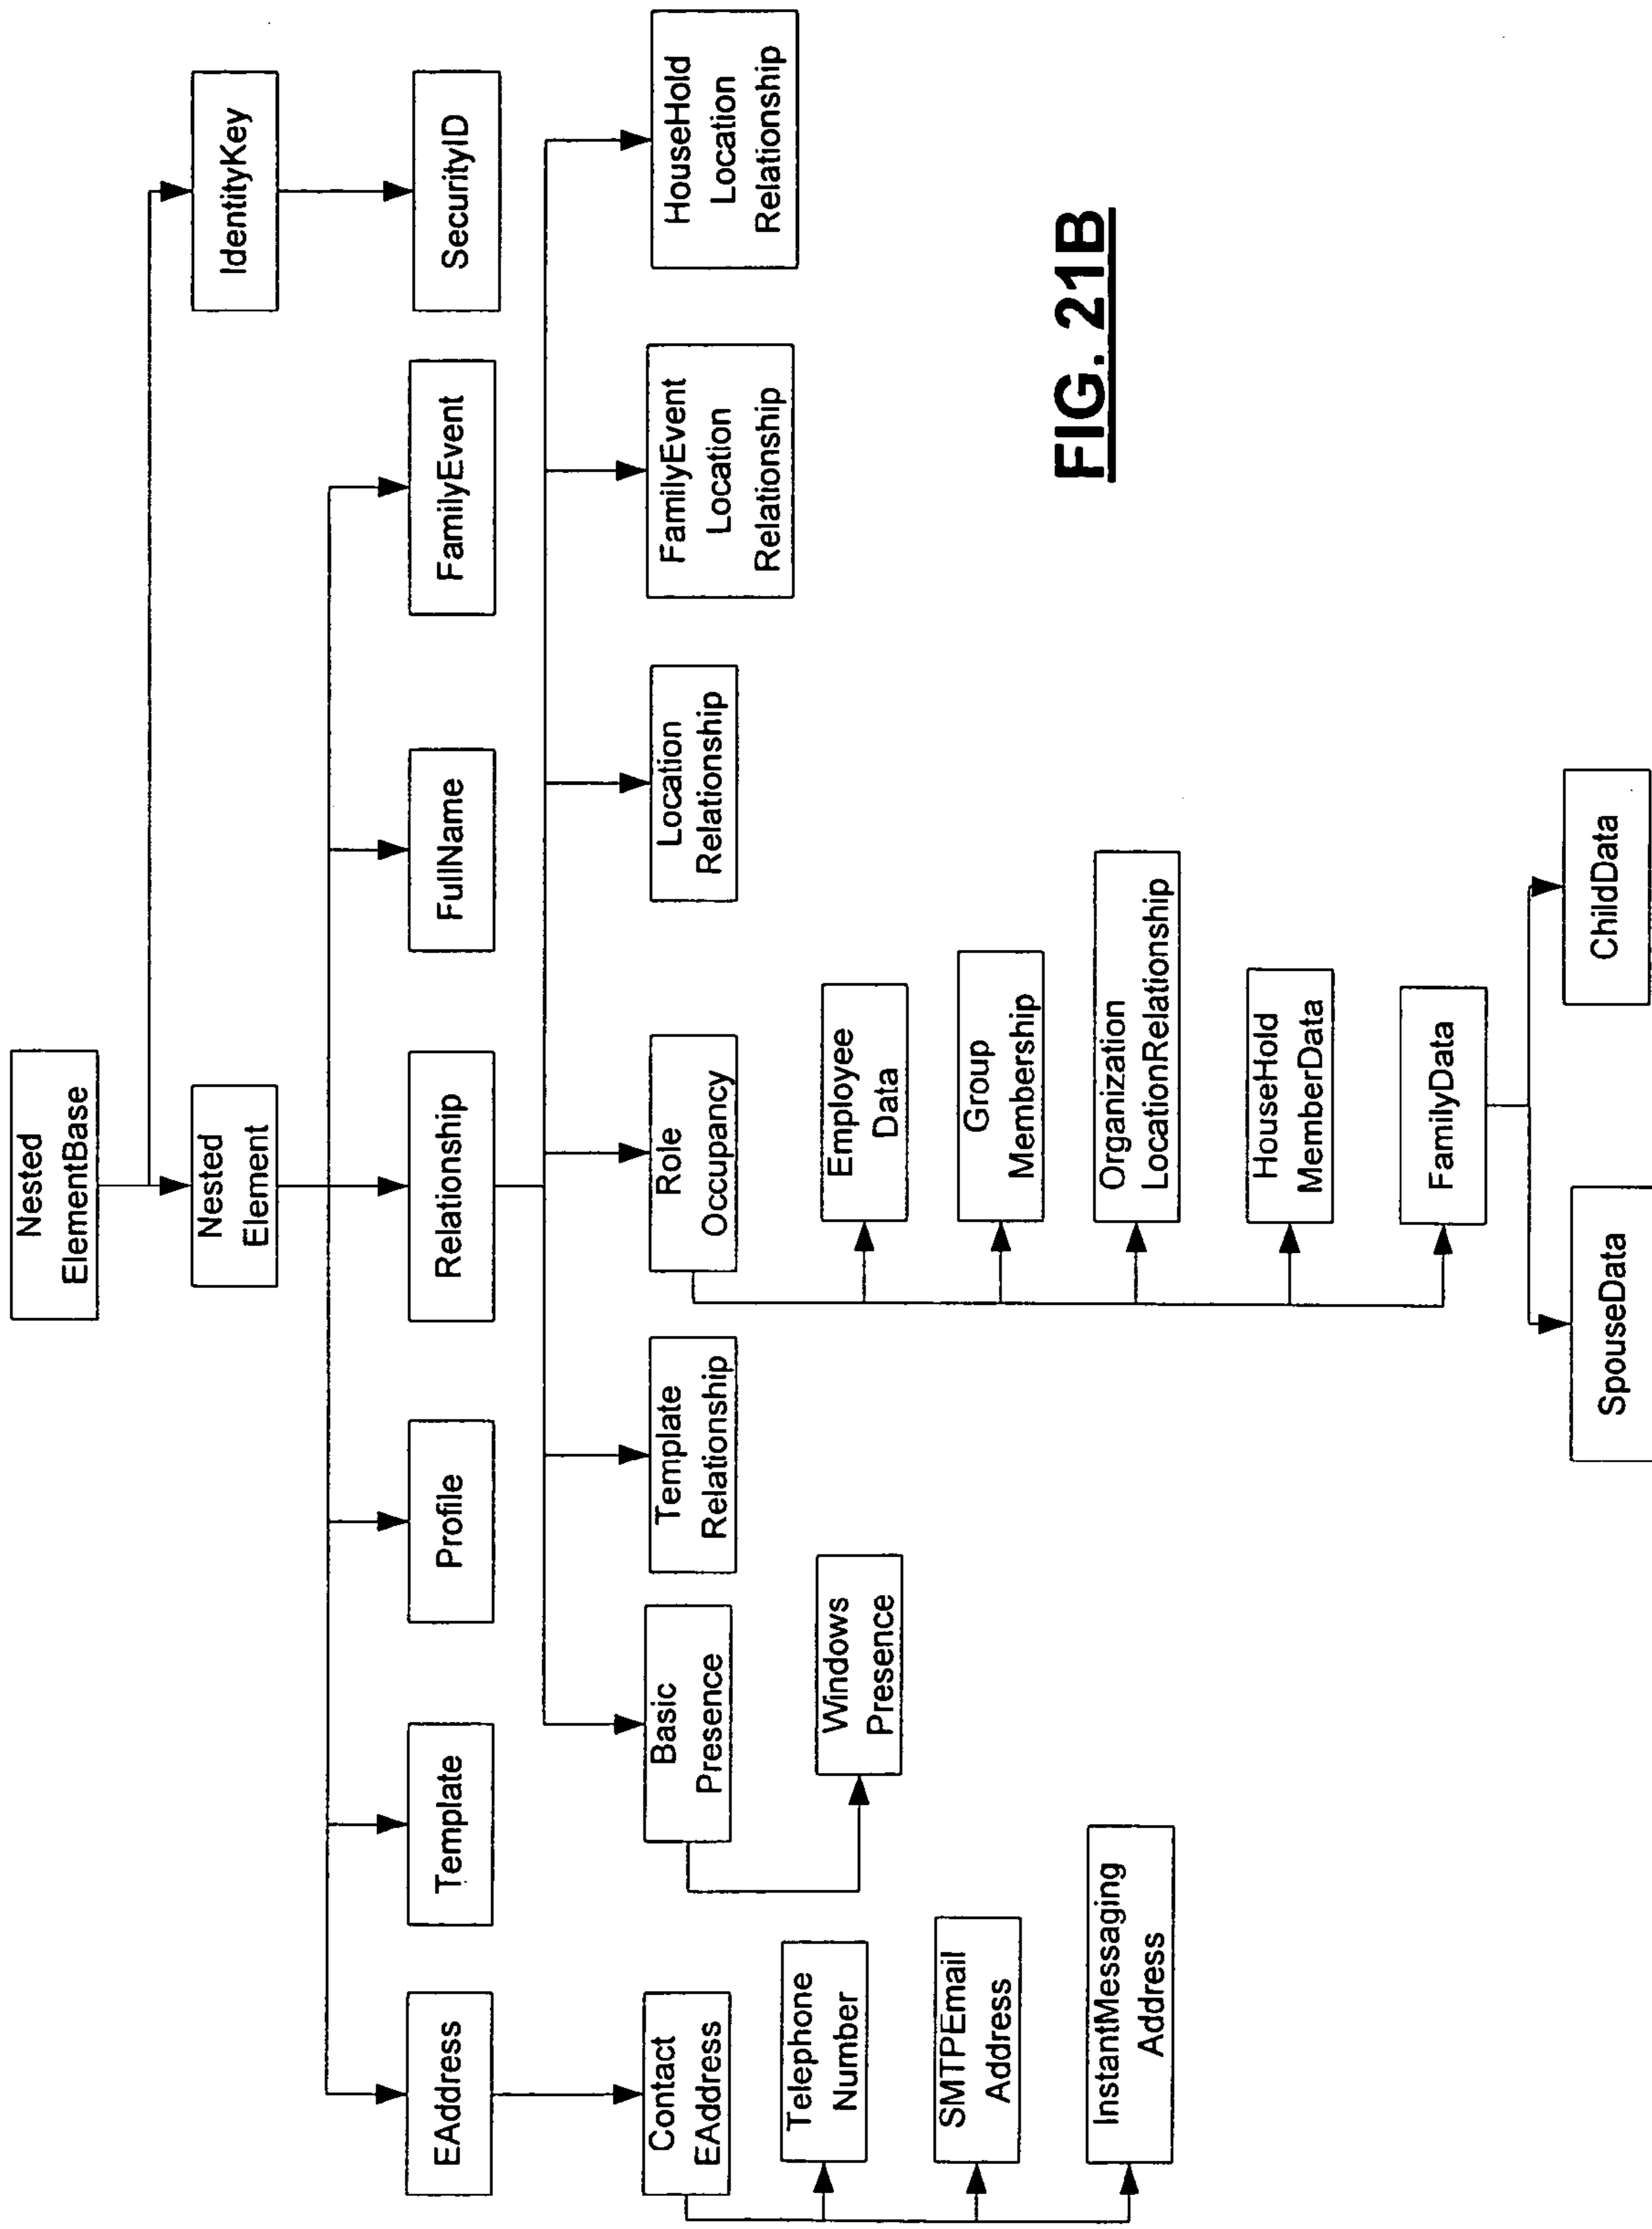 Nested
ElementBase
Nested
Element
IdentityKey
EAddress
Template
Profile
Relationship
FullName
FamilyEvent
SecurityID
Contact
EAddress
Basic
Presence
Template
Relationship
Role
Occupancy
Location
Relationship
FamilyEvent
Location
Relationship
HouseHold
Location
Relationship
Telephone
Number
SMTPEmail
Address
InstantMessaging
Address
Windows
Presence
Employee
Data
Group
Membership
Organization
LocationRelationship
HouseHold
MemberData
FamilyData
SpouseData
ChildData
FIG. 21B